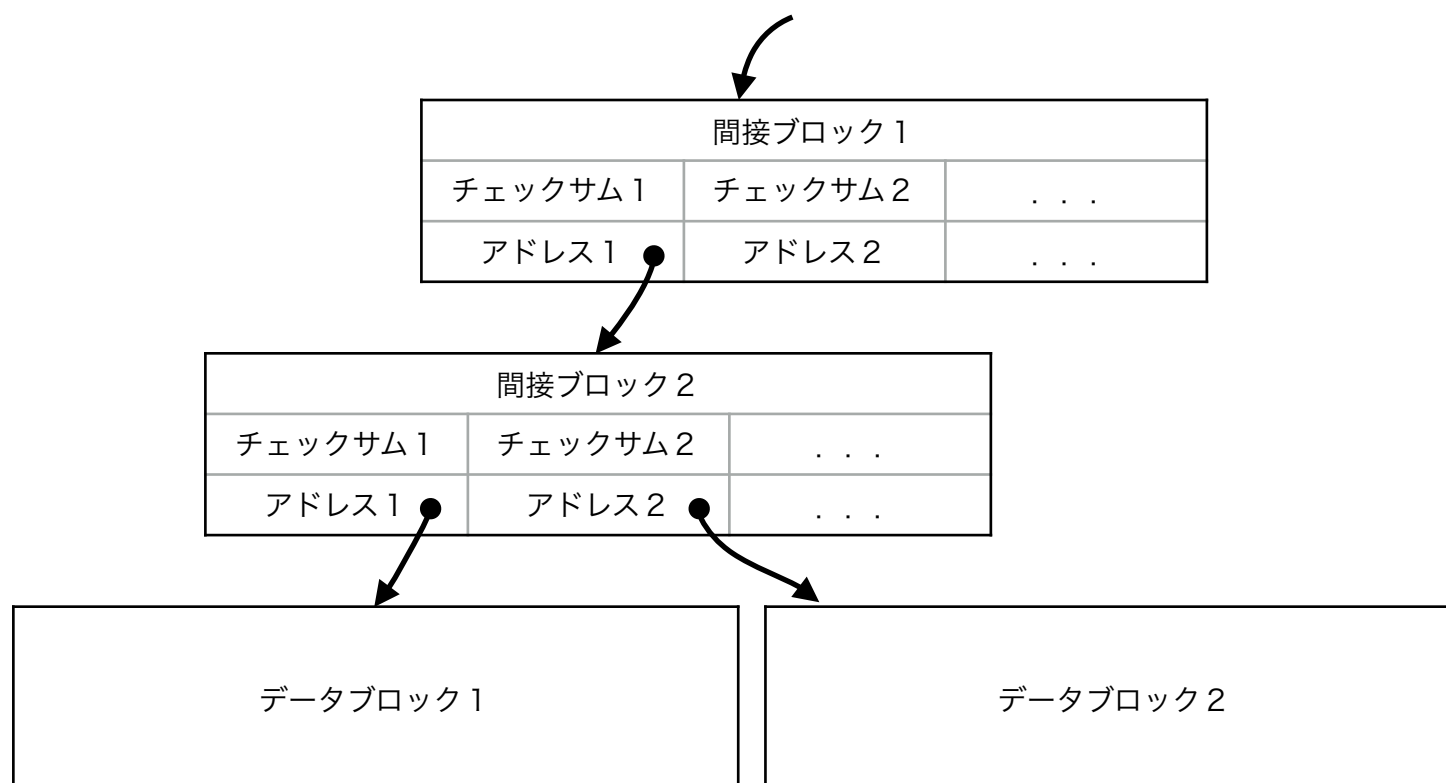 間接ブロック１
チェックサム１ チェックサム２ ．．．
アドレス１ アドレス２ ．．．
間接ブロック２
チェックサム１ チェックサム２ ．．．
アドレス１ アドレス２ ．．．
データブロック１ データブロック２